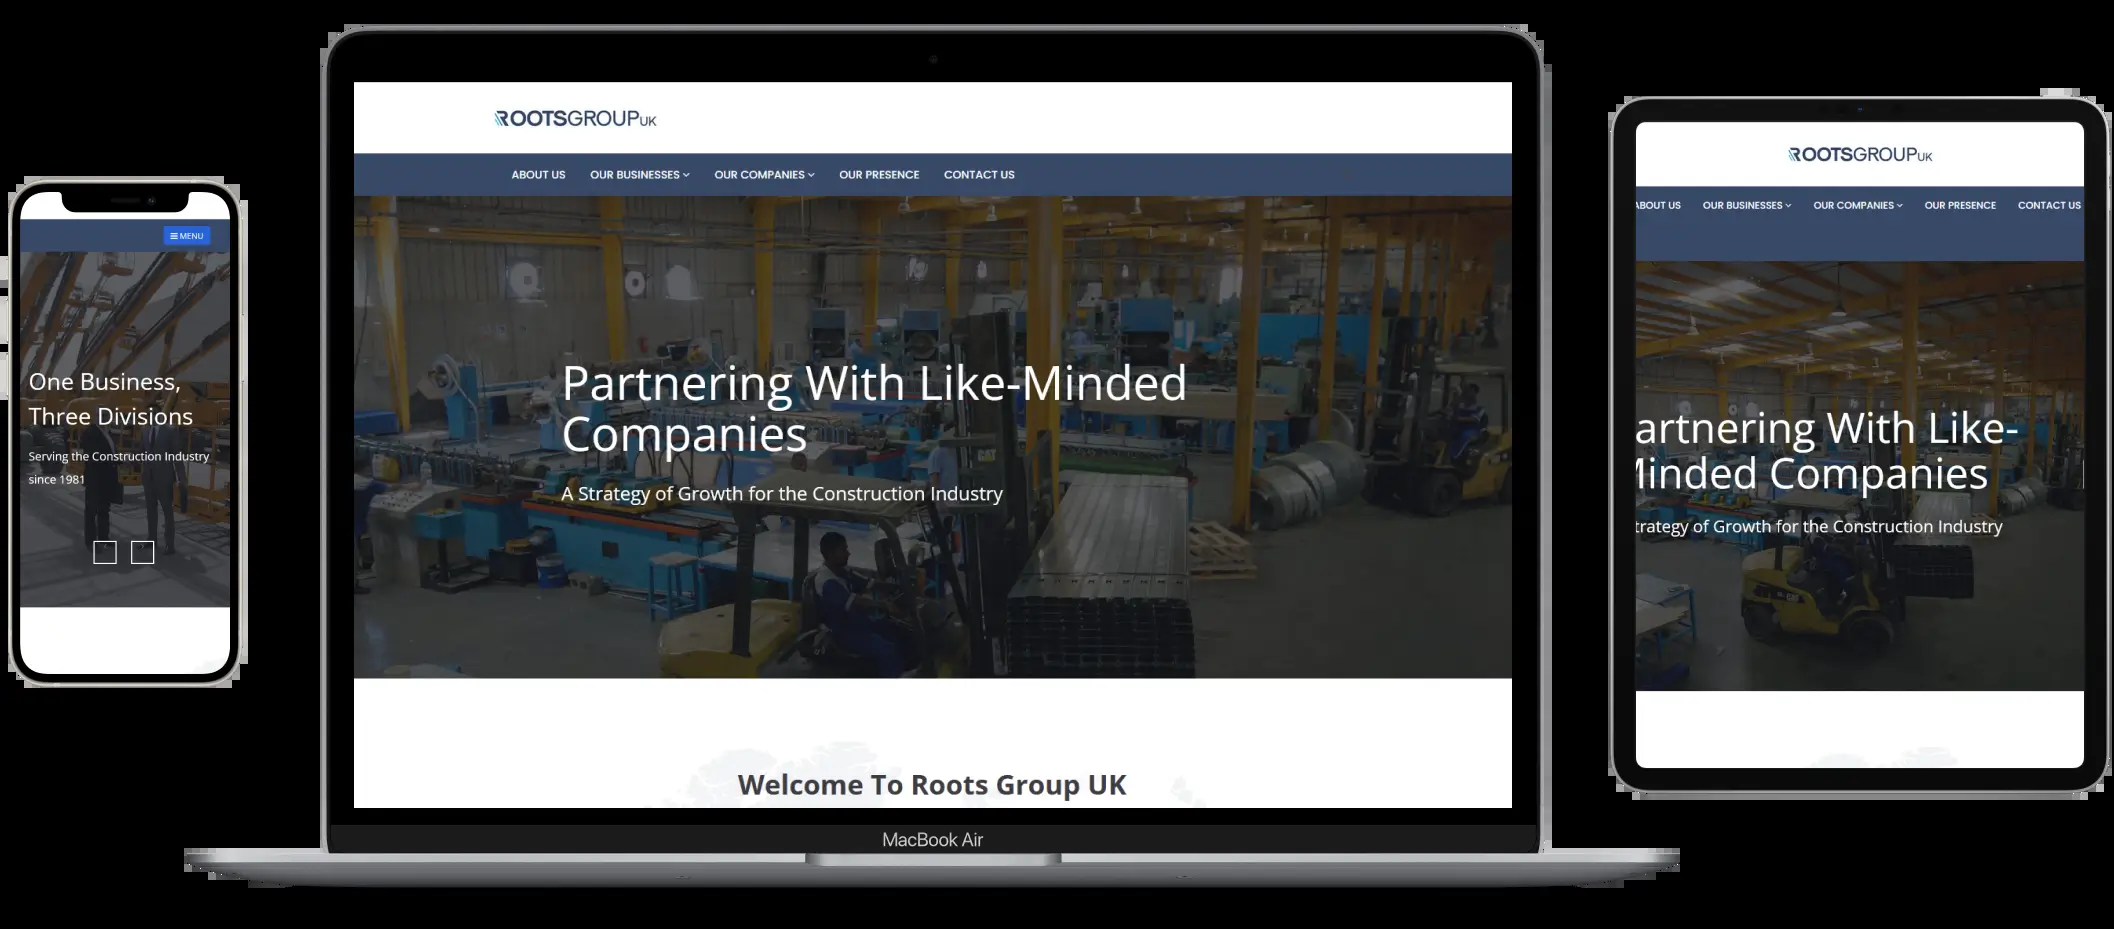 MENU
One Business,
Three Divisions
Serving the Construction Industry
since 1981
ROOTSGROUPUK
ABOUT US OUR BUSINESSES OUR COMPANIES OUR PRESENCE CONTACT US
Partnering With Like-Minded
Companies
CAT
A Strategy of Growth for the Construction Industry
Welcome To Roots Group UK
MacBook Air
ROOTSGROUPUK
ABOUT US OUR BUSINESSES OUR COMPANIES OUR PRESENCE CONTACT US
artnering With Like-
Minded Companies
trategy of Growth for the Construction Industry
CAT